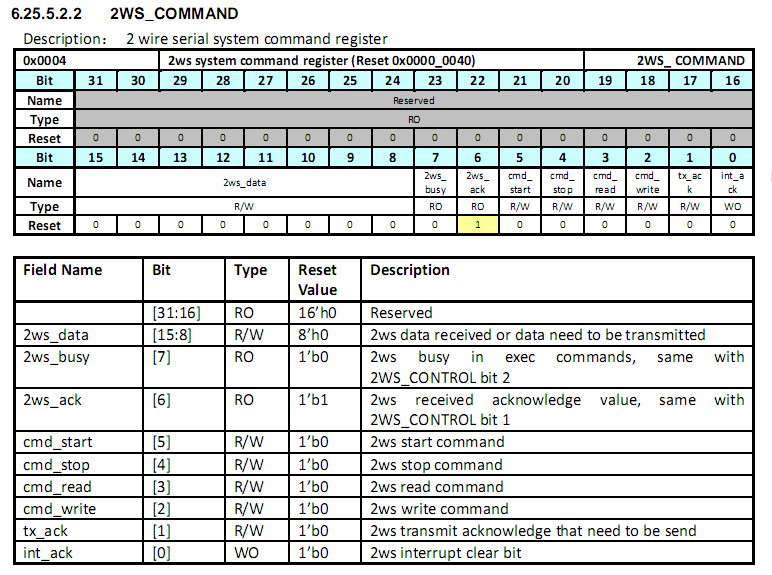 6.25.5.2.2 2WS_COMMAND
Description： 2 wire serial system command register
0x0004 2ws system command register (Reset 0x0000_0040) 2WS_ COMMAND
Bit 31 30 29 28 27 26 25 24 23 22 21 20 19 18 17 16
Name Reserved
Type RO
Reset 0 0 0 0 0 0 0 0 0 0 0 0 0 0 0 0
Bit 15 14 13 12 11 10 9 8 7 6 5 4 3 2 1 0
Name 2ws_data 2ws_ busy 2ws_ ack cmd_ start cmd_ stop cmd_ read cmd_ write tx_ac k int_a ck
Type R/W RO RO R/W R/W R/W R/W R/W WO
Reset 0 0 0 0 0 0 0 0 0 1 0 0 0 0 0 0
Field Name Bit Type Reset Value Description
[31:16] RO 16’h0 Reserved
2ws_data [15:8] R/W 8’h0 2ws data received or data need to be transmitted
2ws_busy [7] RO 1’b0 2ws busy in exec commands, same with
2WS_CONTROL bit 2
2ws_ack [6] RO 1’b1 2ws received acknowledge value, same with
2WS_CONTROL bit 1
cmd_start [5] R/W 1’b0 2ws start command
cmd_stop [4] R/W 1’b0 2ws stop command
cmd_read [3] R/W 1’b0 2ws read command
cmd_write [2] R/W 1’b0 2ws write command
tx_ack [1] R/W 1’b0 2ws transmit acknowledge that need to be send
int_ack [0] WO 1’b0 2ws interrupt clear bit